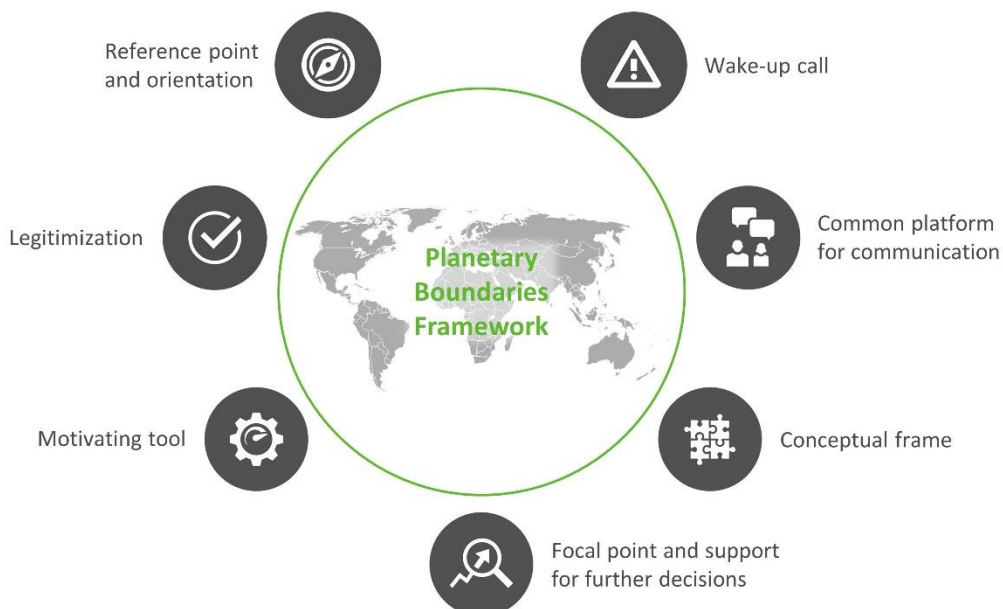 Reference point
and orientation
Wake-up call
Legitimization
Common platform
for communication
Planetary
Boundaries
Framework
Motivating tool
Conceptual frame
Focal point and support
for further decisions